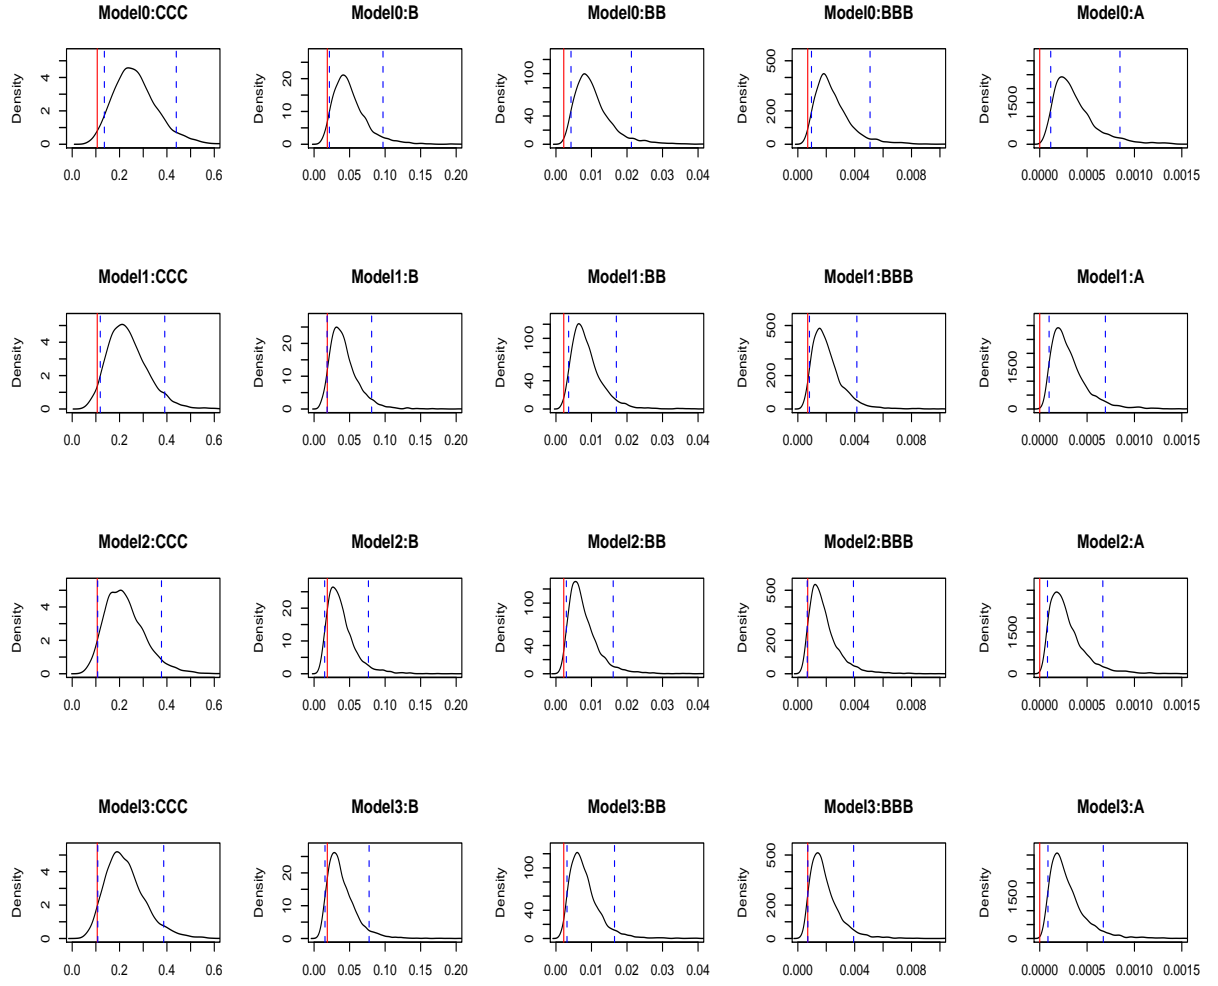 Model0:CCC Model0:B Model0:BB Model0:BBB Model0:A
Density 0 2 4 Density 0 10 20 Density 0 40 100 Density 0 200 500 Density 0 1500
0.0 0.2 0.4 0.6 0.00 0.05 0.10 0.15 0.20 0.00 0.01 0.02 0.03 0.04 0.000 0.004 0.008 0.0000 0.0005 0.0010 0.0015
Model1:CCC Model1:B Model1:BB Model1:BBB Model1:A
Density 0 2 4 Density 0 10 20 Density 0 40 100 Density 0 200 500 Density 0 1500
0.0 0.2 0.4 0.6 0.00 0.05 0.10 0.15 0.20 0.00 0.01 0.02 0.03 0.04 0.000 0.004 0.008 0.0000 0.0005 0.0010 0.0015
Model2:CCC Model2:B Model2:BB Model2:BBB Model2:A
Density 0 2 4 Density 0 10 20 Density 0 40 100 Density 0 200 500 Density 0 1500
0.0 0.2 0.4 0.6 0.00 0.05 0.10 0.15 0.20 0.00 0.01 0.02 0.03 0.04 0.000 0.004 0.008 0.0000 0.0005 0.0010 0.0015
Model3:CCC Model3:B Model3:BB Model3:BBB Model3:A
Density 0 2 4 Density 0 10 20 Density 0 40 100 Density 0 200 500 Density 0 1500
0.0 0.2 0.4 0.6 0.00 0.05 0.10 0.15 0.20 0.00 0.01 0.02 0.03 0.04 0.000 0.004 0.008 0.0000 0.0005 0.0010 0.0015